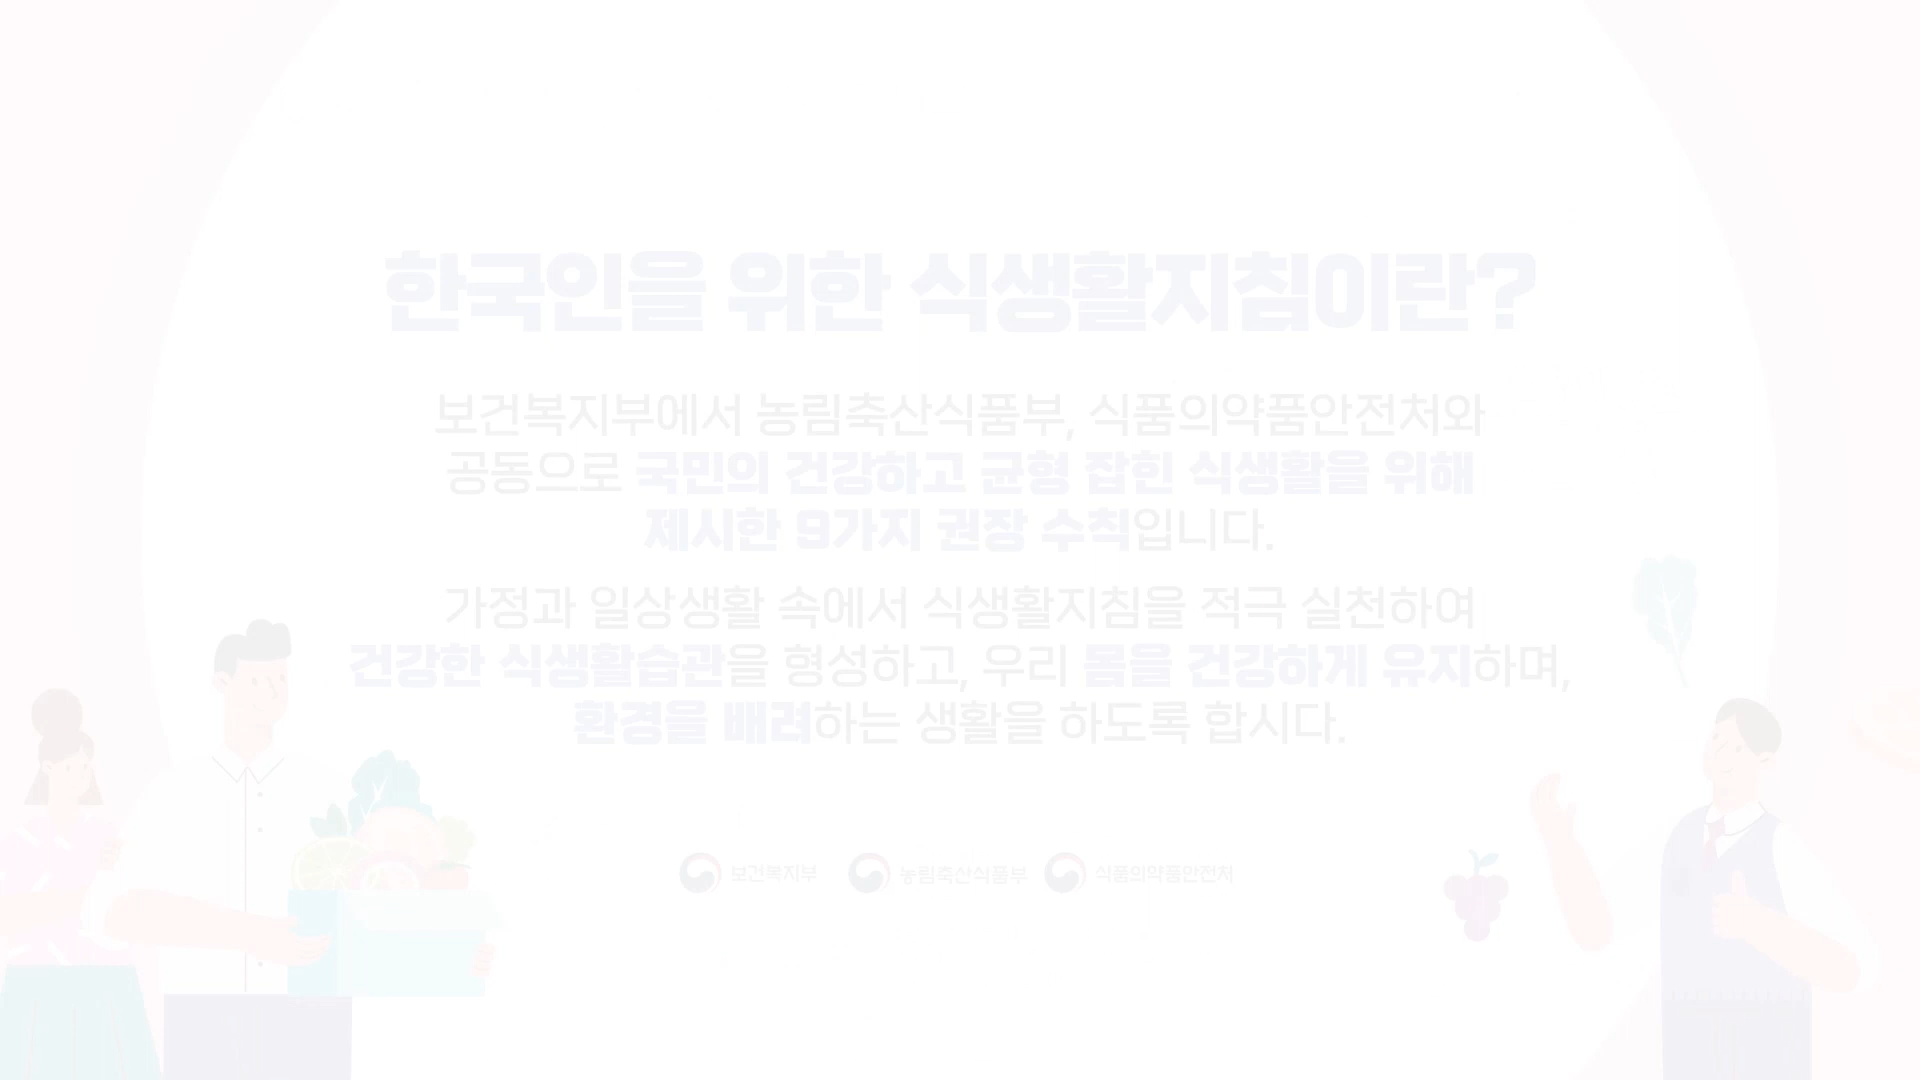 한국인을 위한 식생활지침이란?
보건복지부에서 농림축산식품부, 식품의약품안전처와
공동으로 국민의 건강하고 균형 잡힌 식생활을 위해
제시한 9가지 권장 수칙입니다.
가정과 일상생활 속에서 식생활지침을 적극 실천하여
건강한 식생활습관을 형성하고, 우리 몸을 건강하게 유지하며,
환경을 배려하는 생활을 하도록 합시다.
보건복지부 농림축산식품부 식품의약품안전처